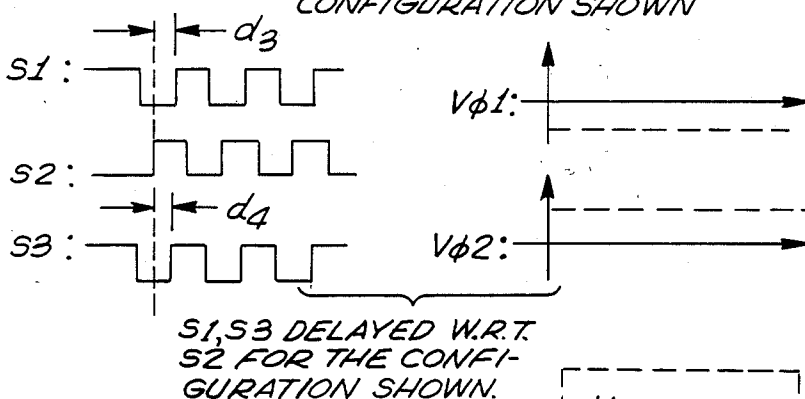 CONFIGURATION SHOWN
d3
S1:
Vϕ1:
S2:
d4
S3:
Vϕ2:
S1,S3 DELAYED W.R.T.
S2 FOR THE CONFI-
GURATION SHOWN.